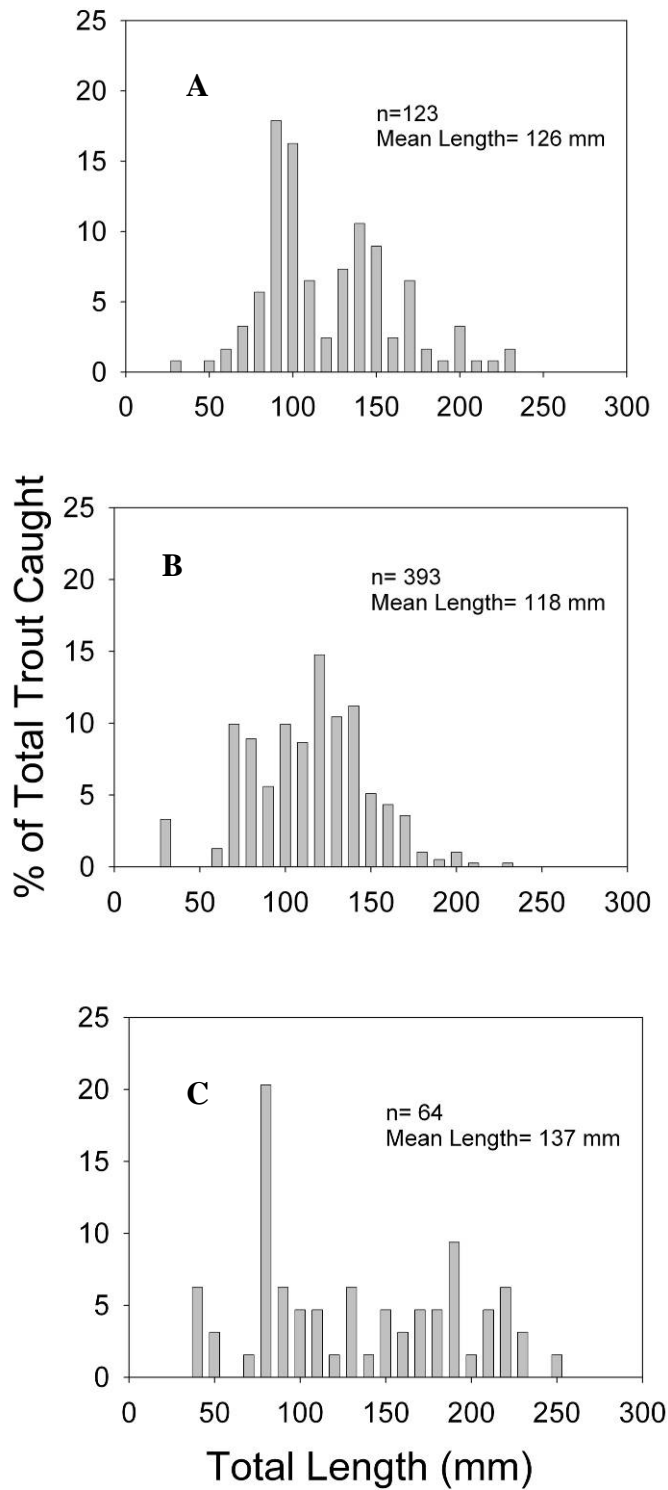 25
20
15
10
5
0
A
n=123
Mean Length= 126 mm
0 50 100 150 200 250 300
% of Total Trout Caught
25
20
15
10
5
0
B
n= 393
Mean Length= 118 mm
0 50 100 150 200 250 300
25
20
15
10
5
0
C
n= 64
Mean Length= 137 mm
0 50 100 150 200 250 300
Total Length (mm)